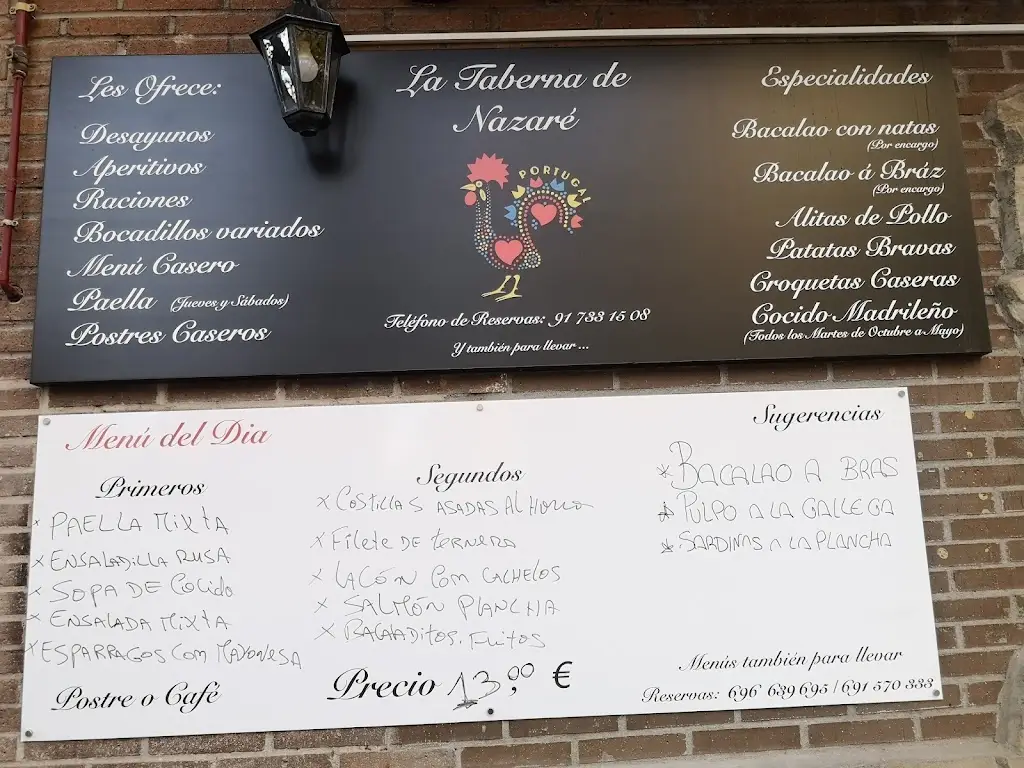 Les Ofrece:
Desayunos
Aperitivos
Raciones
Bocadillos variados
Menú Casero
Paella (Jueves y Sábados)
Postres Caseros
La Taberna de
Nazaré
PORTUGAL
Teléfono de Reservas: 91 733 15 08
Y también para llevar ...
Especialidades
Bacalao con natas
(Por encargo)
Bacalao á Bráz
(Por encargo)
Alitas de Pollo
Patatas Bravas
Croquetas Caseras
Cocido Madrileño
(Todos los Martes de Octubre a Mayo)
Menú del Dia
Primeros
x PAELLA MIXTA
x ENSALADILLA RUSA
x SOPA DE COCIDO
x ENSALADA MIXTA
x ESPARRAGOS COM MAYONESA
Postre o Café
Segundos
x COSTILLAS ASADAS AL HORNO
x FILETE DE TERNERA
x LACÓN COM CACHELOS
x SALMÓN PLANCHA
x BACALADITOS FRITOS
Precio 13,00 €
Sugerencias
* BACALAO A BRAS
* PULPO A LA GALLEGA
* SARDINAS A LA PLANCHA
Menús también para llevar
Reservas: 696 639 695 / 691 570 333